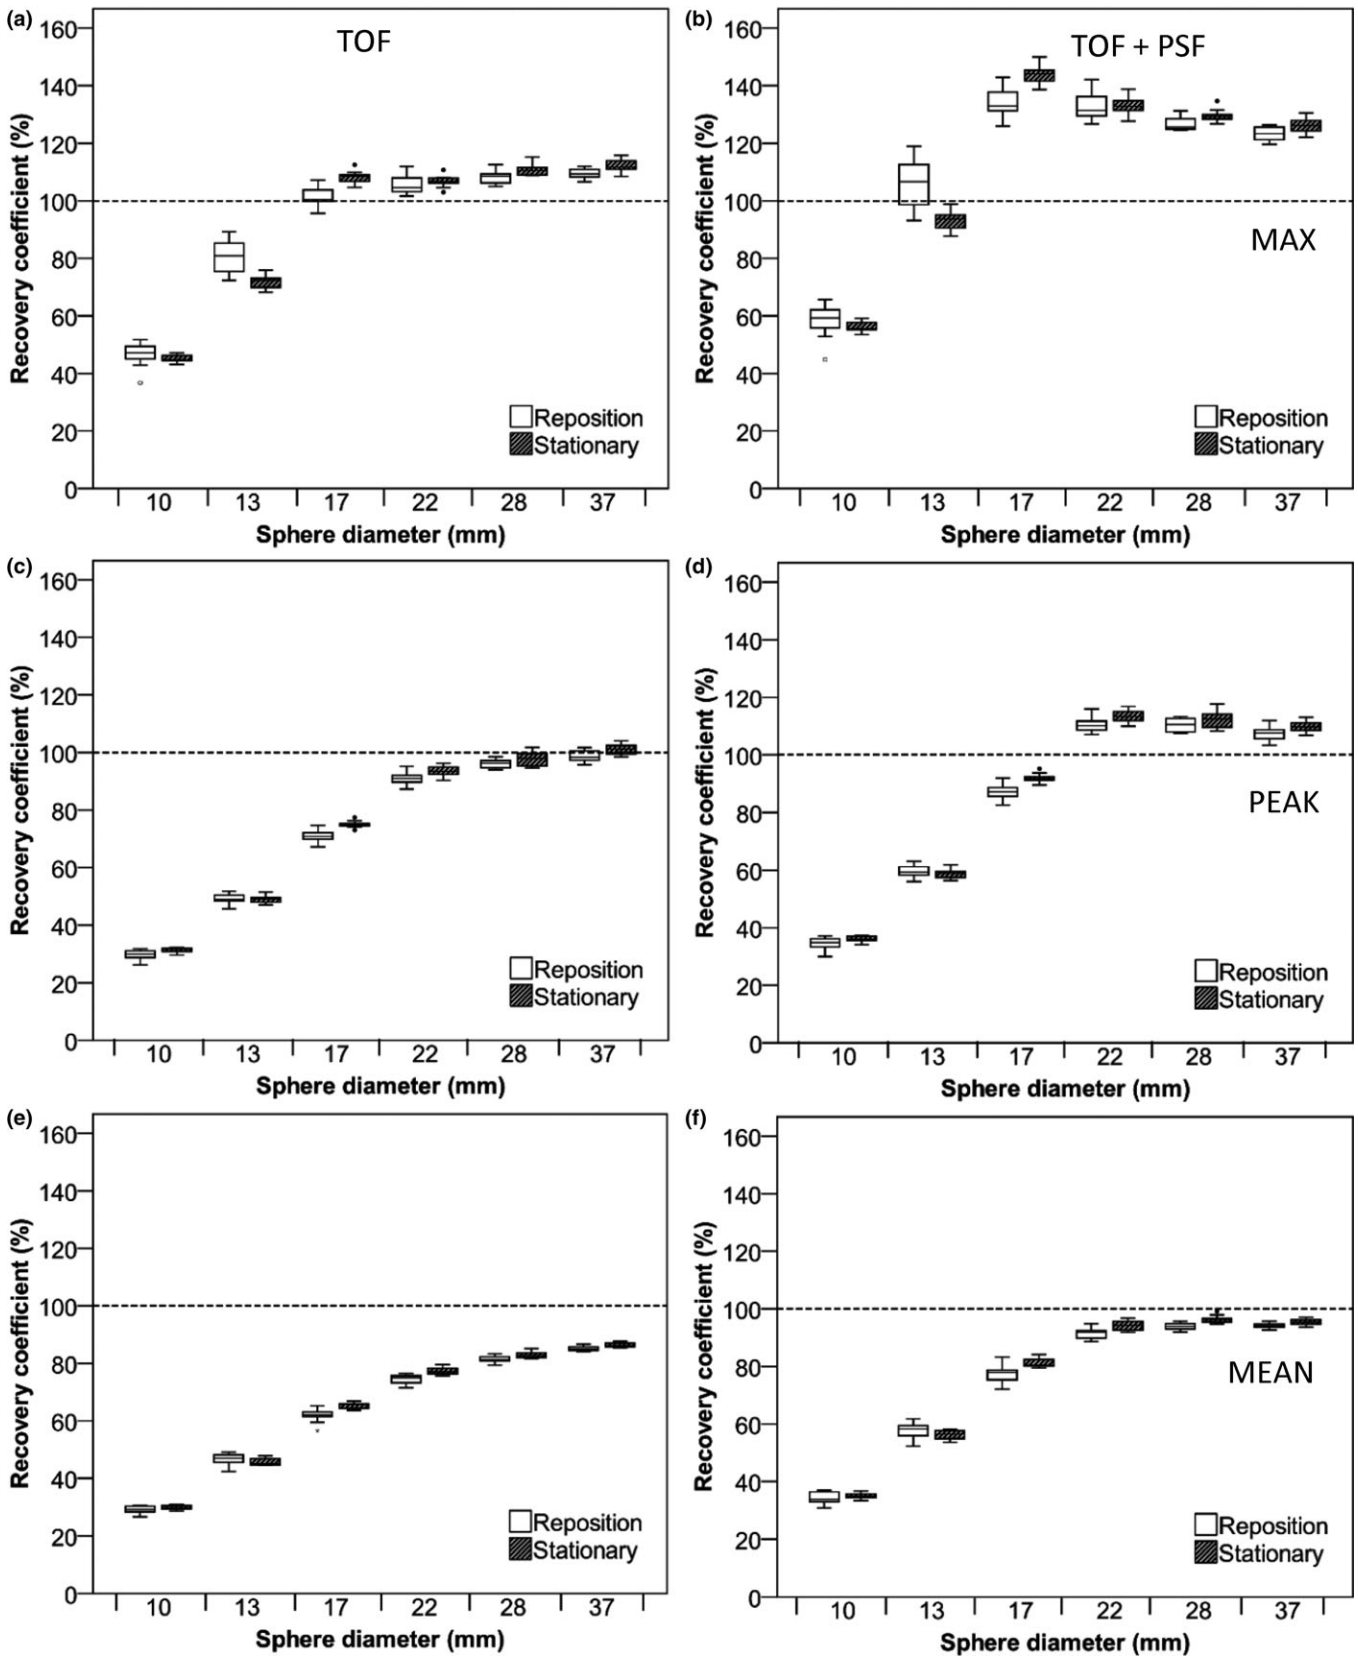 (a)
TOF
Recovery coefficient (%)
160
140
120
100
80
60
40
20
0
Reposition
Stationary
10 13 17 22 28 37
Sphere diameter (mm)
(b)
TOF + PSF
Recovery coefficient (%)
160
140
120
100
80
60
40
20
0
MAX
Reposition
Stationary
10 13 17 22 28 37
Sphere diameter (mm)
(c)
Recovery coefficient (%)
160
140
120
100
80
60
40
20
0
Reposition
Stationary
10 13 17 22 28 37
Sphere diameter (mm)
(d)
Recovery coefficient (%)
160
140
120
100
80
60
40
20
0
PEAK
Reposition
Stationary
10 13 17 22 28 37
Sphere diameter (mm)
(e)
Recovery coefficient (%)
160
140
120
100
80
60
40
20
0
Reposition
Stationary
10 13 17 22 28 37
Sphere diameter (mm)
(f)
Recovery coefficient (%)
160
140
120
100
80
60
40
20
0
MEAN
Reposition
Stationary
10 13 17 22 28 37
Sphere diameter (mm)